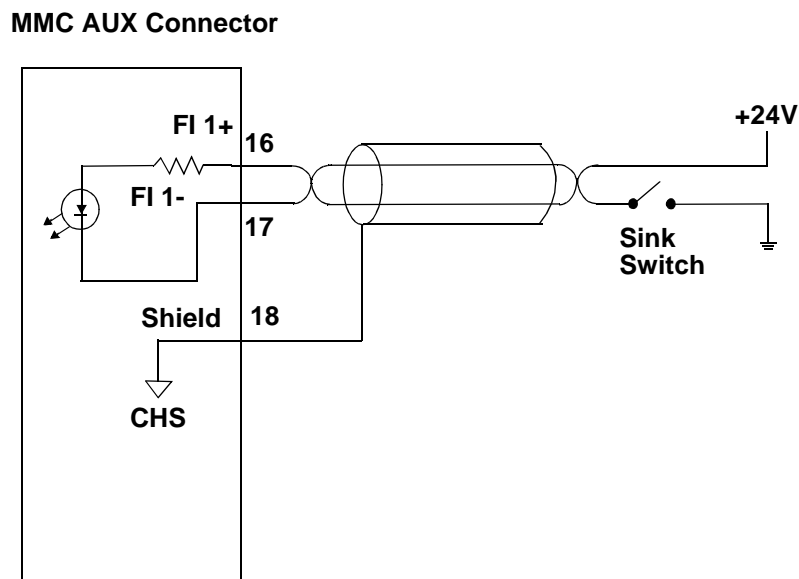 MMC AUX Connector
+24V
FI 1+
16
FI 1-
17
Sink
Switch
Shield
18
CHS